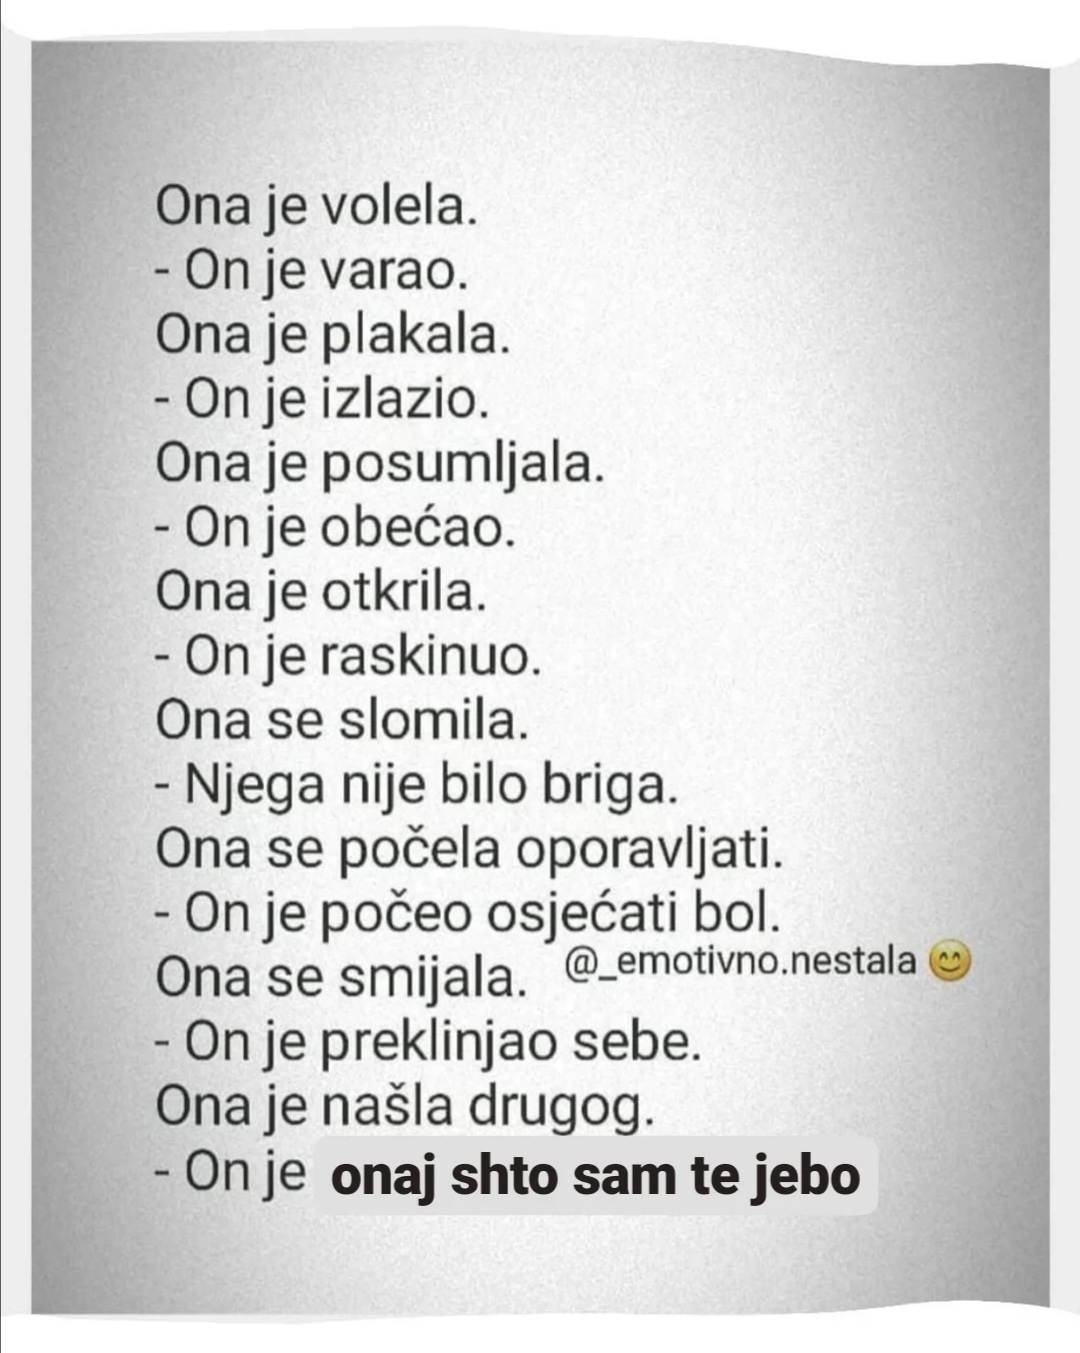 Ona je volela.
- On je varao.
Ona je plakala.
- On je izlazio.
Ona je posumljala.
- On je obećao.
Ona je otkrila.
- On je raskinuo.
Ona se slomila.
- Njega nije bilo briga.
Ona se počela oporavljati.
- On je počeo osjećati bol.
Ona se smijala. @_emotivno.nestala 😊
- On je preklinjao sebe.
Ona je našla drugog.
- On je onaj shto sam te jebo